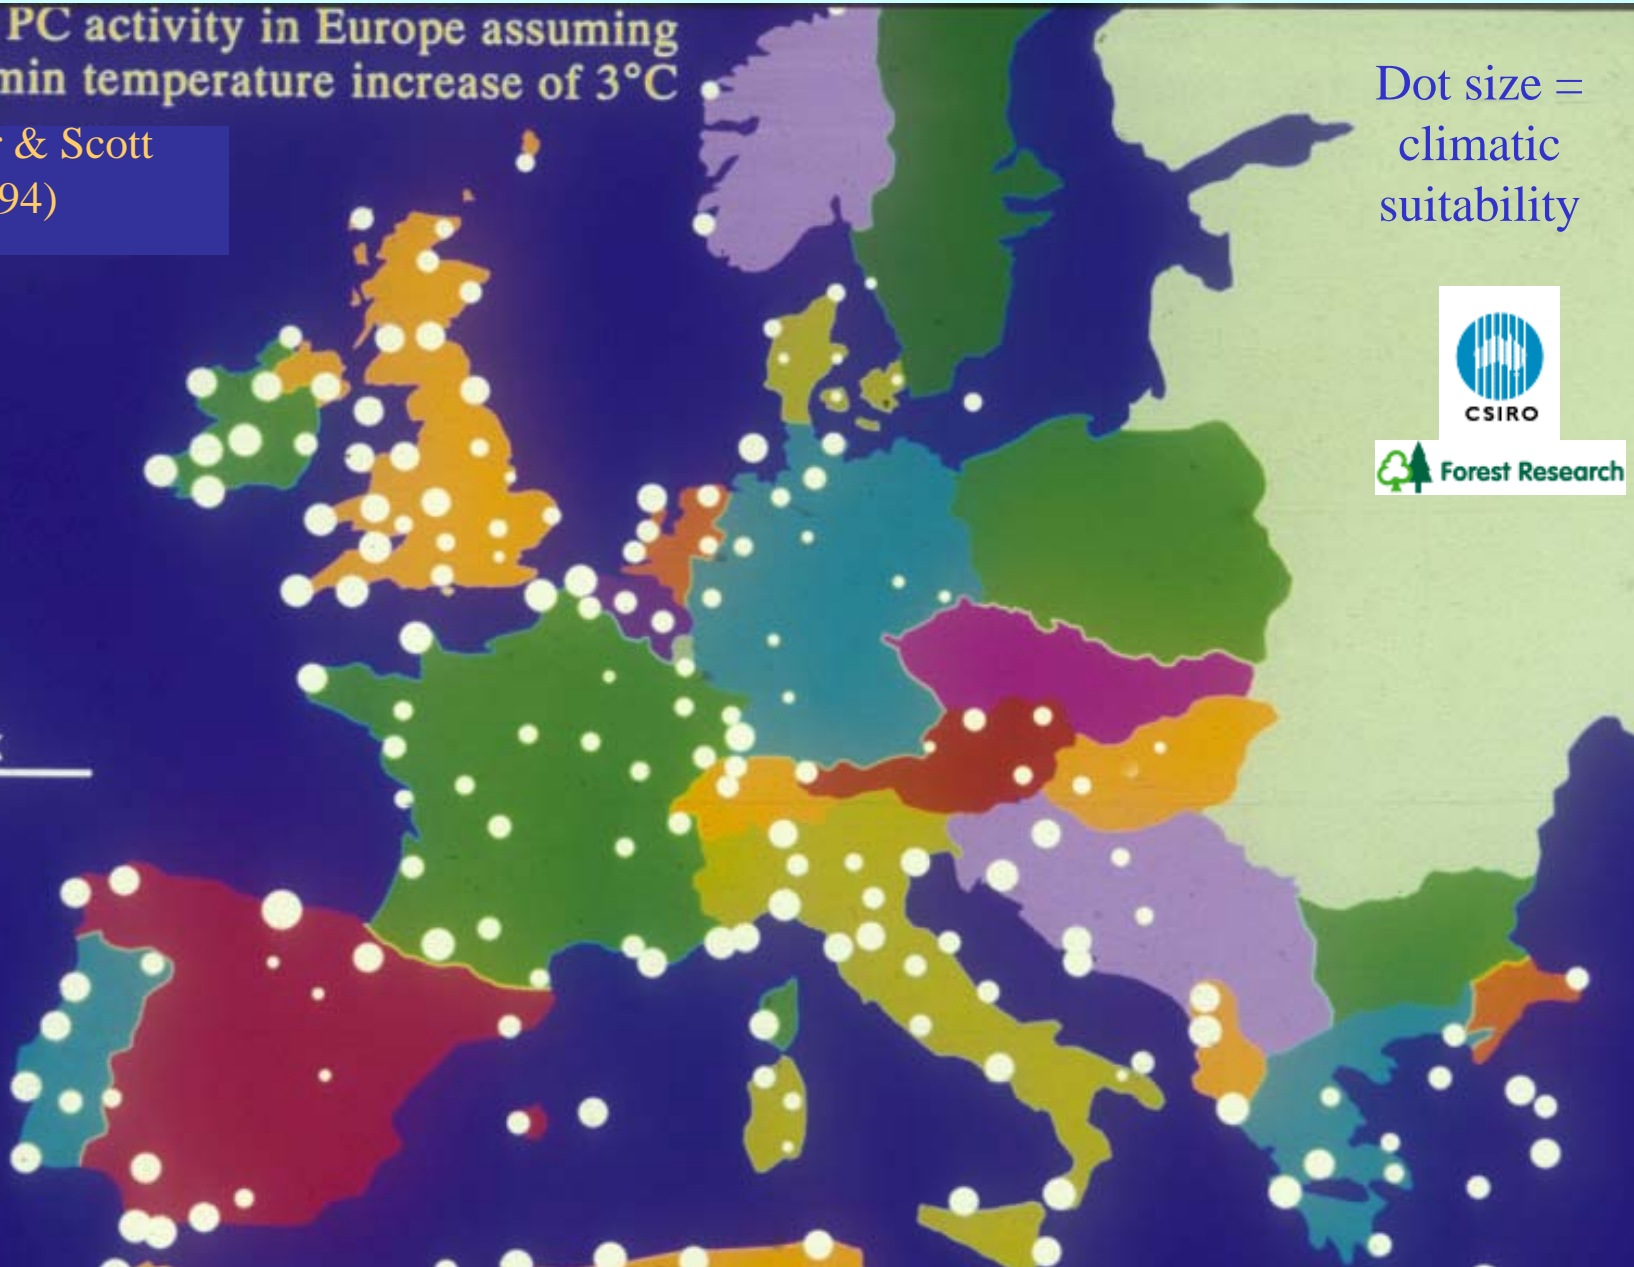 PC activity in Europe assuming
min temperature increase of 3°C
& Scott
94)
Dot size =
climatic
suitability
CSIRO
Forest Research